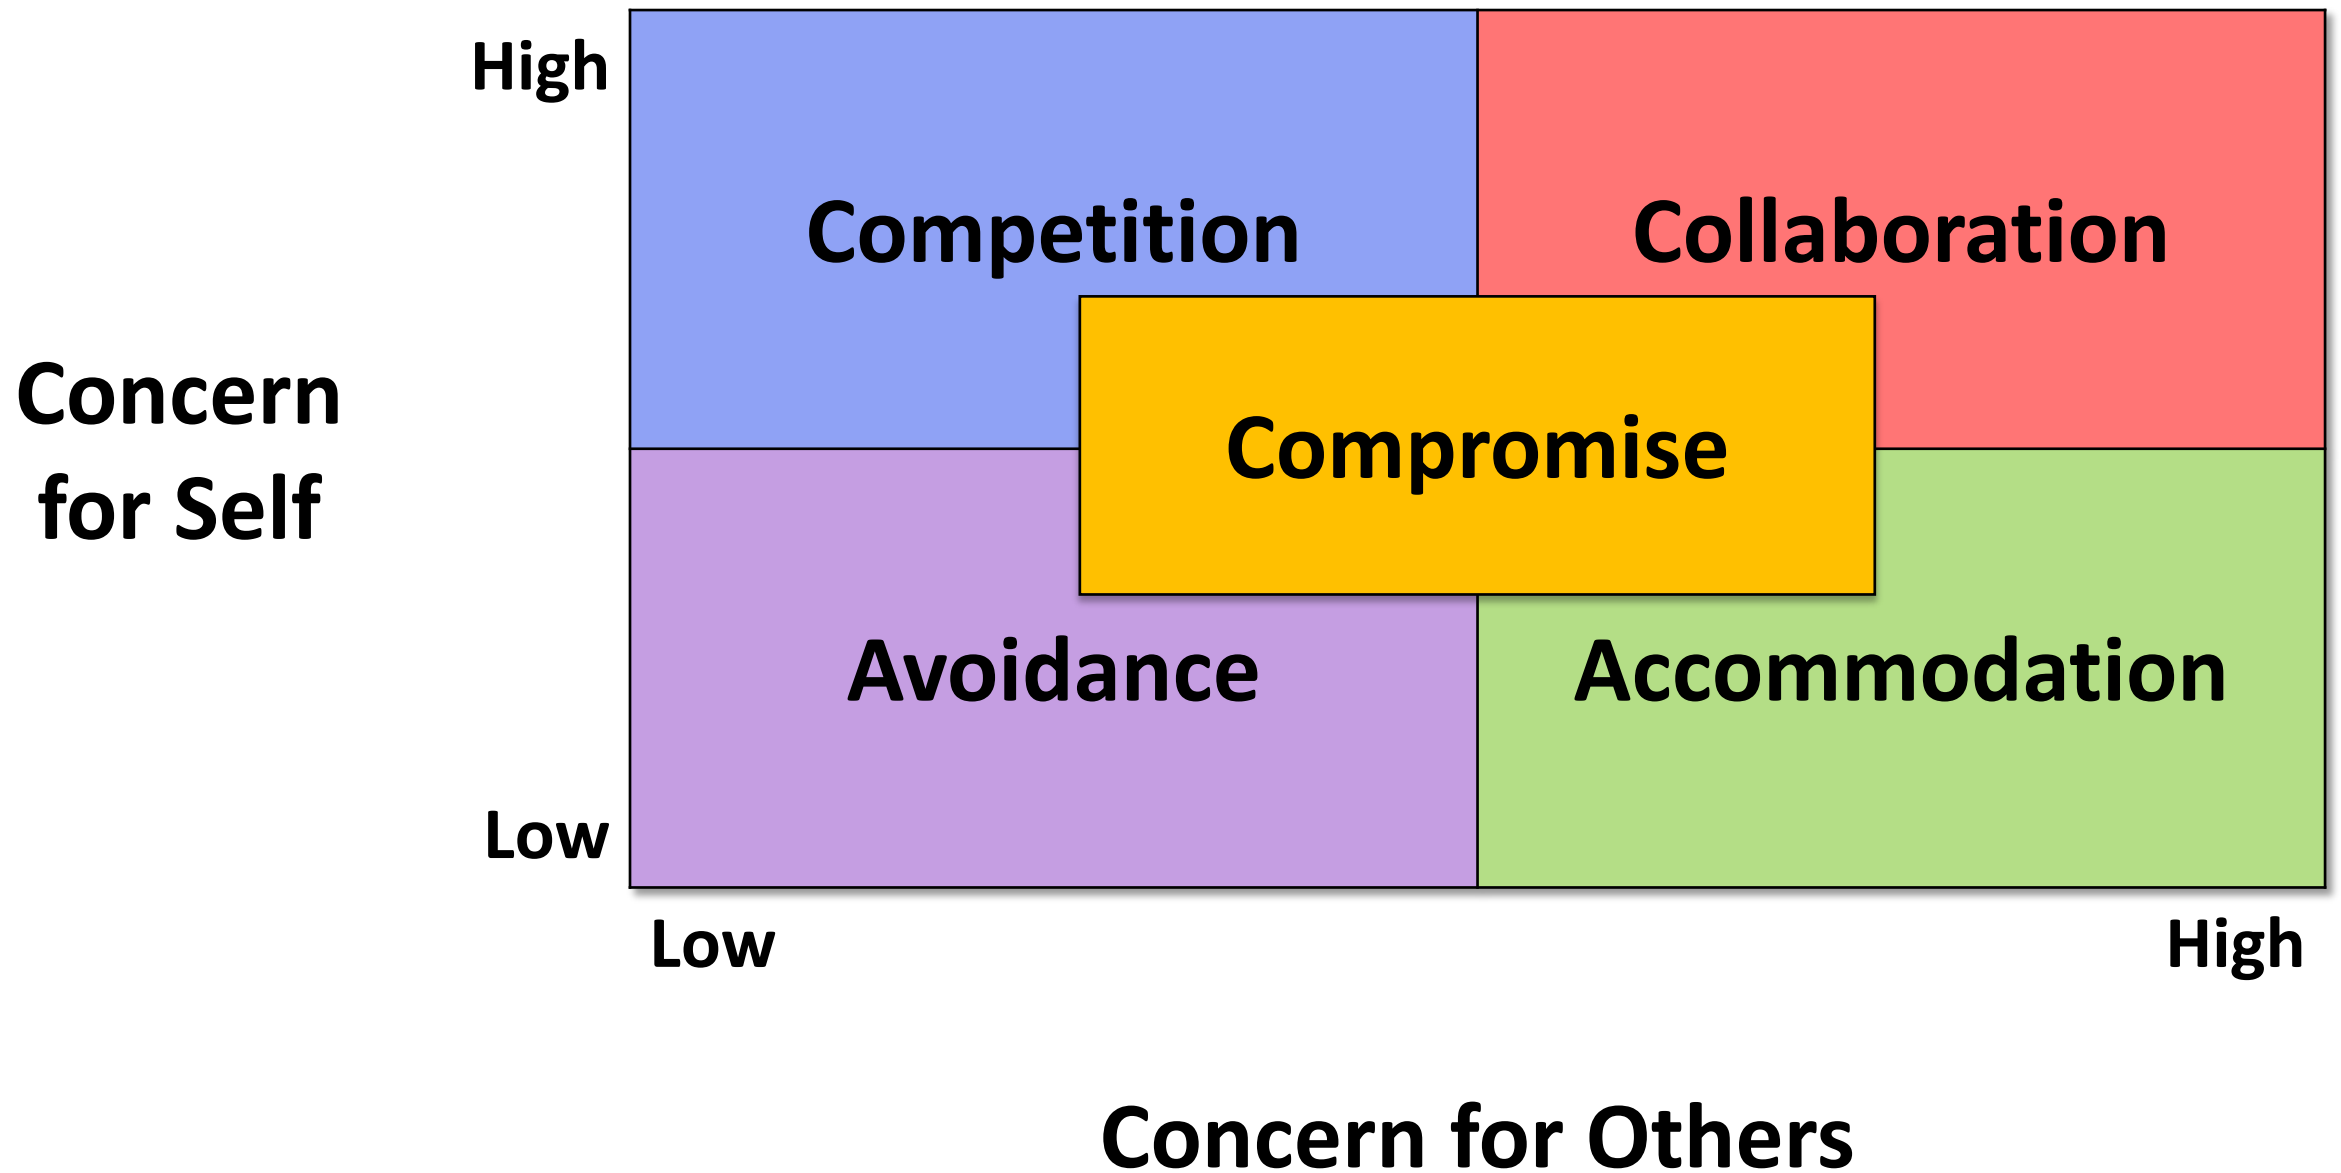 High
Competition
Collaboration
Concern
for Self
Compromise
Avoidance
Accommodation
Low
Low
High
Concern for Others